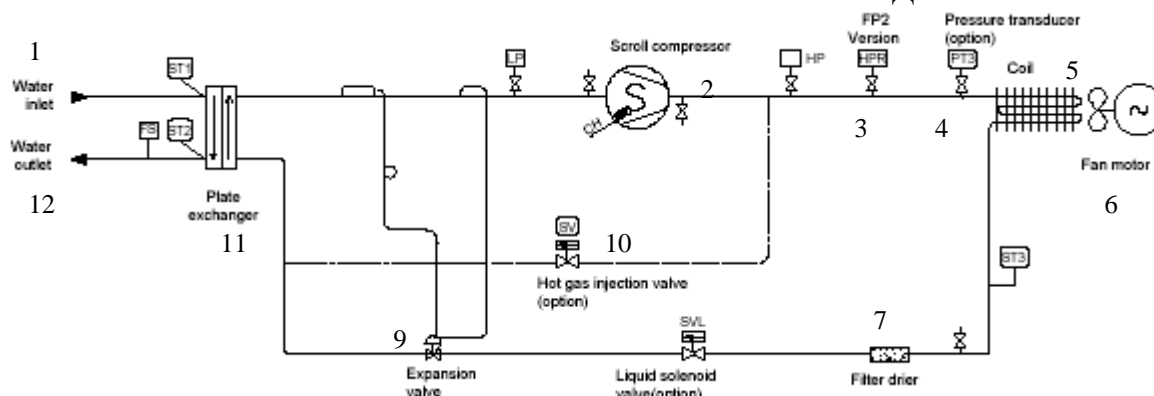 FP2
Version
Pressure transducer
(option)
Scroll compressor
1
LP
HP
HPR
PT3
Coil
5
ST1
Water
inlet
2
CH
3
4
FS
ST2
Water
outlet
Fan motor
12
Plate
exchanger
6
11
SV
10
ST3
Hot gas injection valve
(option)
SVL
7
9
Expansion
valve
Liquid solenoid
valve(option)
Filter drier